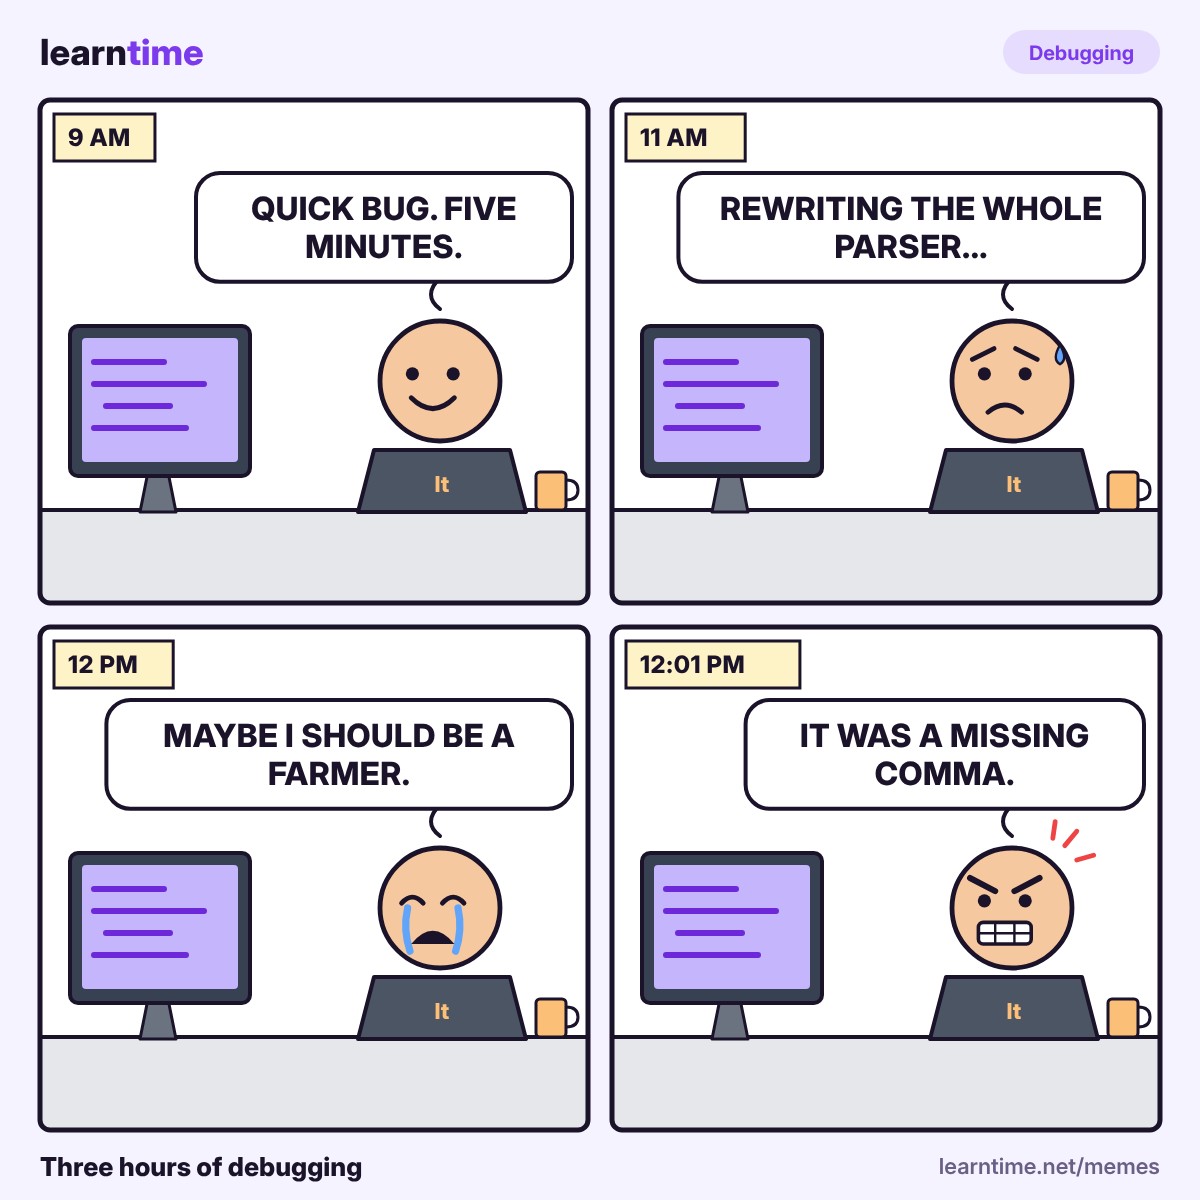 learntime
Debugging
9 AM
QUICK BUG. FIVE
MINUTES.
lt
11 AM
REWRITING THE WHOLE
PARSER...
lt
12 PM
MAYBE I SHOULD BE A
FARMER.
lt
12:01 PM
IT WAS A MISSING
COMMA.
lt
Three hours of debugging
learntime.net/memes